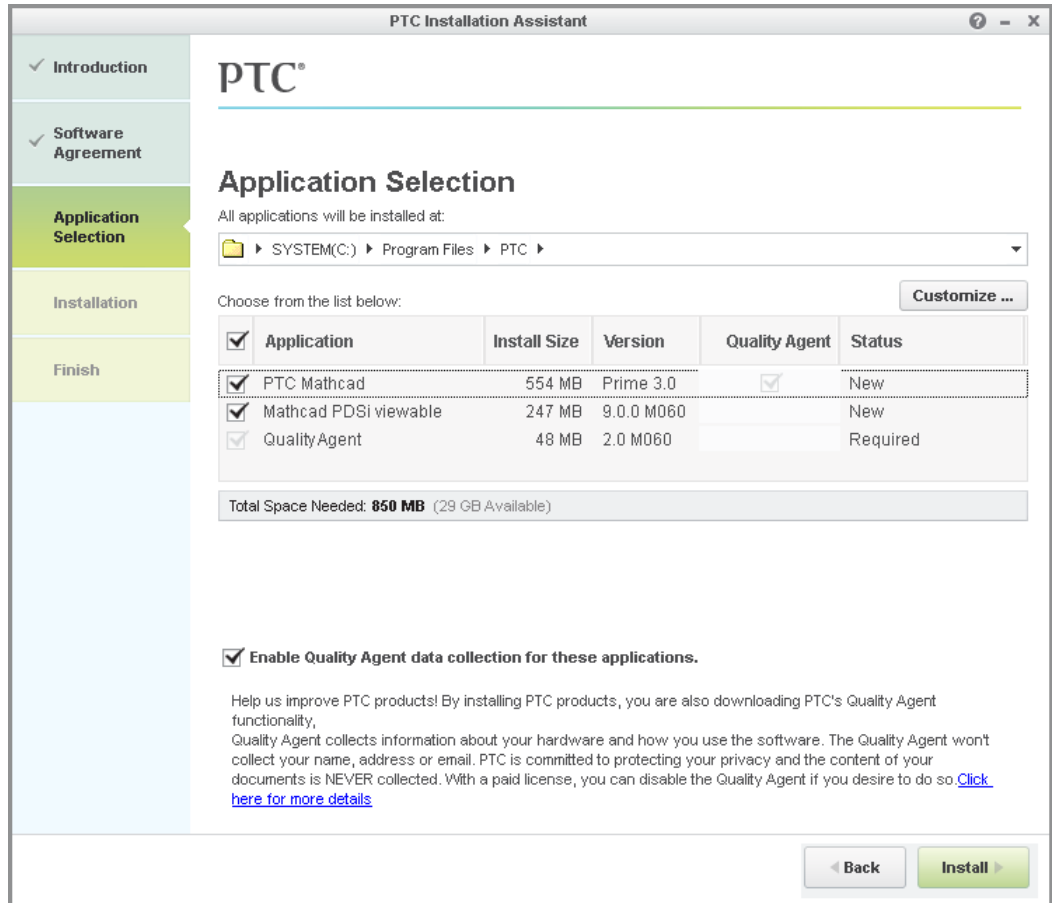 PTC Installation Assistant
Introduction
Software
Agreement
Application
Selection
Installation
Finish
PTC®
Application Selection
All applications will be installed at:
SYSTEM(C:) Program Files PTC
Choose from the list below:
Customize ...
Application Install Size Version Quality Agent Status
PTC Mathcad 554 MB Prime 3.0 New
Mathcad PDSi viewable 247 MB 9.0.0 M060 New
Quality Agent 48 MB 2.0 M060 Required
Total Space Needed: 850 MB (29 GB Available)
Enable Quality Agent data collection for these applications.
Help us improve PTC products! By installing PTC products, you are also downloading PTC's Quality Agent
functionality,
Quality Agent collects information about your hardware and how you use the software. The Quality Agent won't
collect your name, address or email. PTC is committed to protecting your privacy and the content of your
documents is NEVER collected. With a paid license, you can disable the Quality Agent if you desire to do so.Click
here for more details
Back
Install